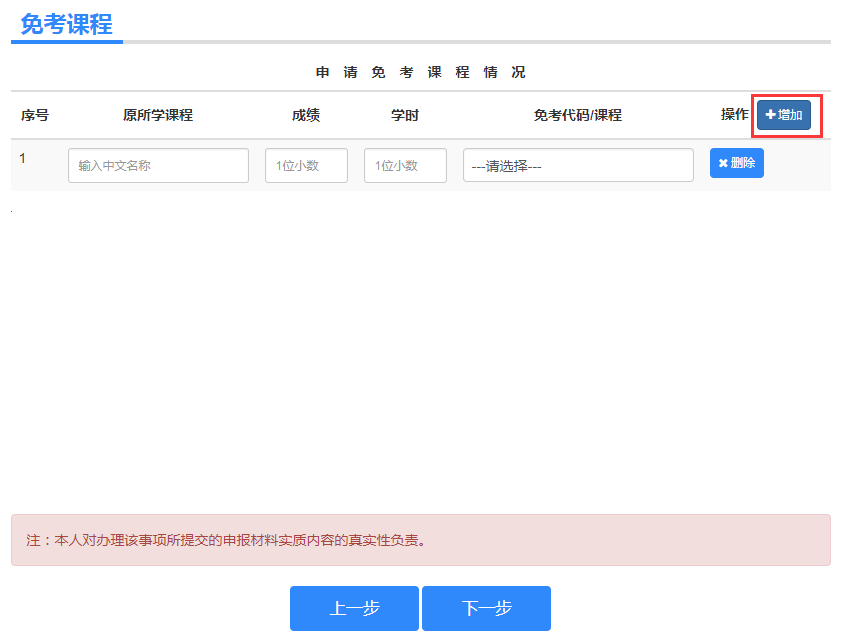 免考课程
申 请 免 考 课 程 情 况
序号 原所学课程 成绩 学时 免考代码/课程 操作 增加
1 输入中文名称 1位小数 1位小数 ---请选择--- 删除
注：本人对办理该事项所提交的申报材料实质内容的真实性负责。
上一步 下一步